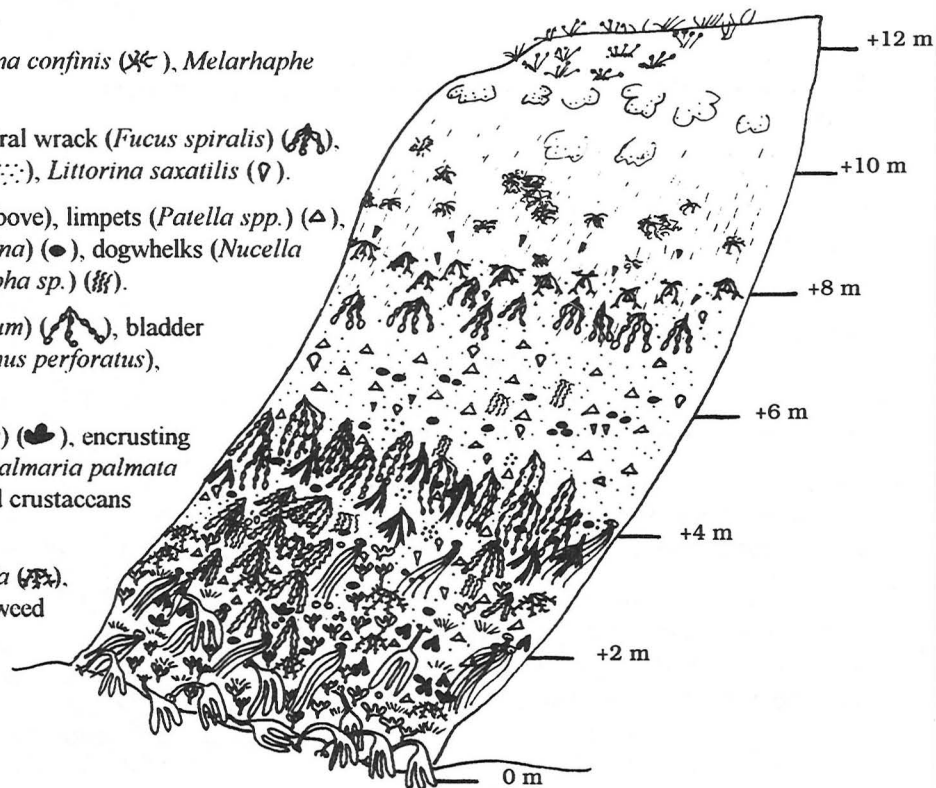 na confinis ( ), Melarhaphe
ral wrack (Fucus spiralis) ( ),
( ), Littorina saxatilis ( ).
bove), limpets (Patella spp.) ( ),
na) ( ), dogwhelks (Nucella
pha sp.) ( ).
um) ( ), bladder
nus perforatus),
) ( ), encrusting
almaria palmata
d crustaceans
a ( ),
weed
+12 m
+10 m
+8 m
+6 m
+4 m
+2 m
0 m